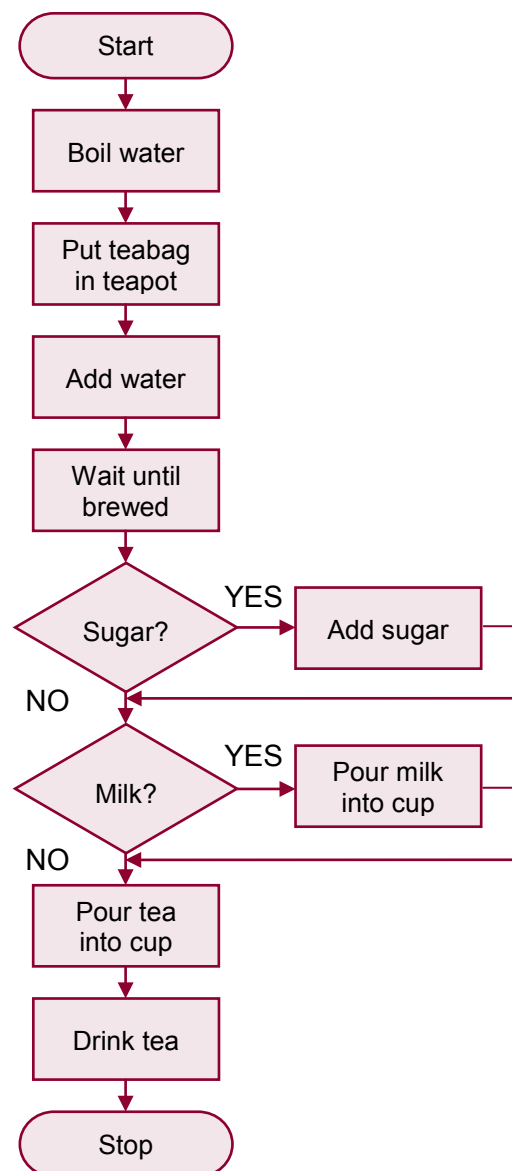 Start
Boil water
Put teabag
in teapot
Add water
Wait until
brewed
Sugar?
YES
Add sugar
NO
Milk?
YES
Pour milk
into cup
NO
Pour tea
into cup
Drink tea
Stop